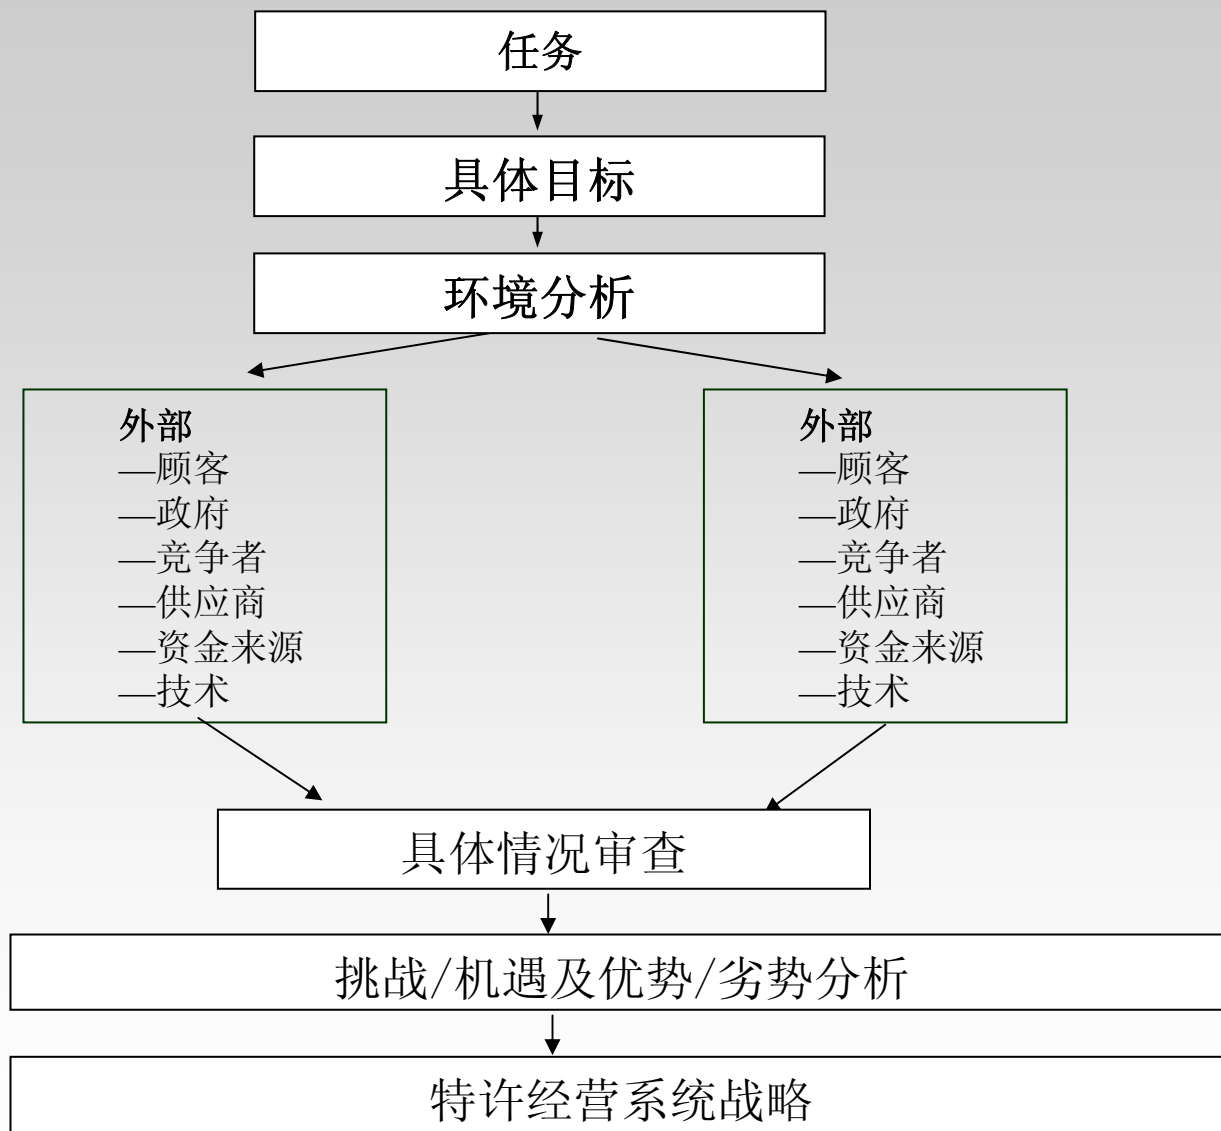 任务
具体目标
环境分析
外部
—顾客
—政府
—竞争者
—供应商
—资金来源
—技术
外部
—顾客
—政府
—竞争者
—供应商
—资金来源
—技术
具体情况审查
挑战/机遇及优势/劣势分析
特许经营系统战略